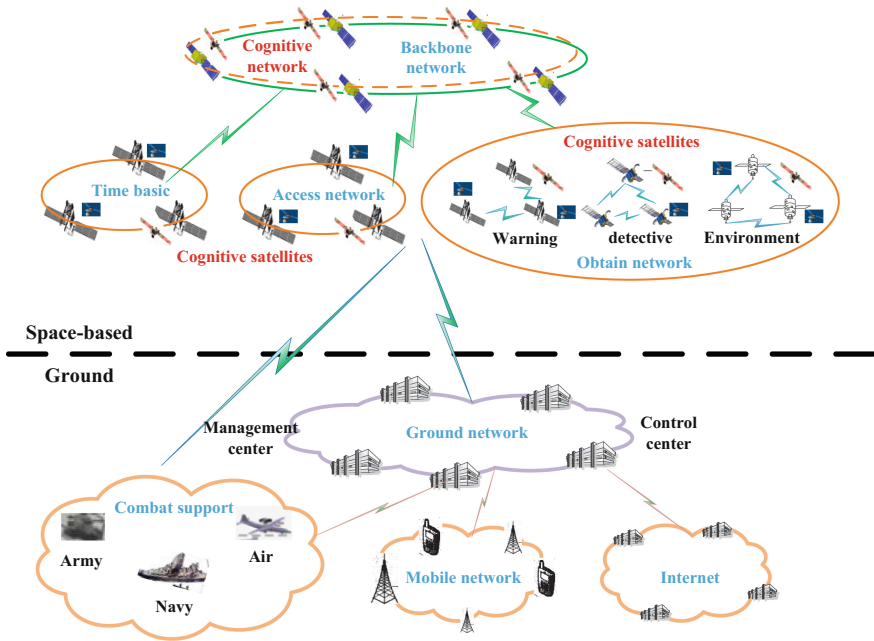 Cognitive
network
Backbone
network
Cognitive satellites
Time basic
Access network
Warning
detective
Environment
Cognitive satellites
Obtain network
Space-based
Ground
Management
center
Ground network
Control
center
Combat support
Army
Air
Navy
Mobile network
Internet